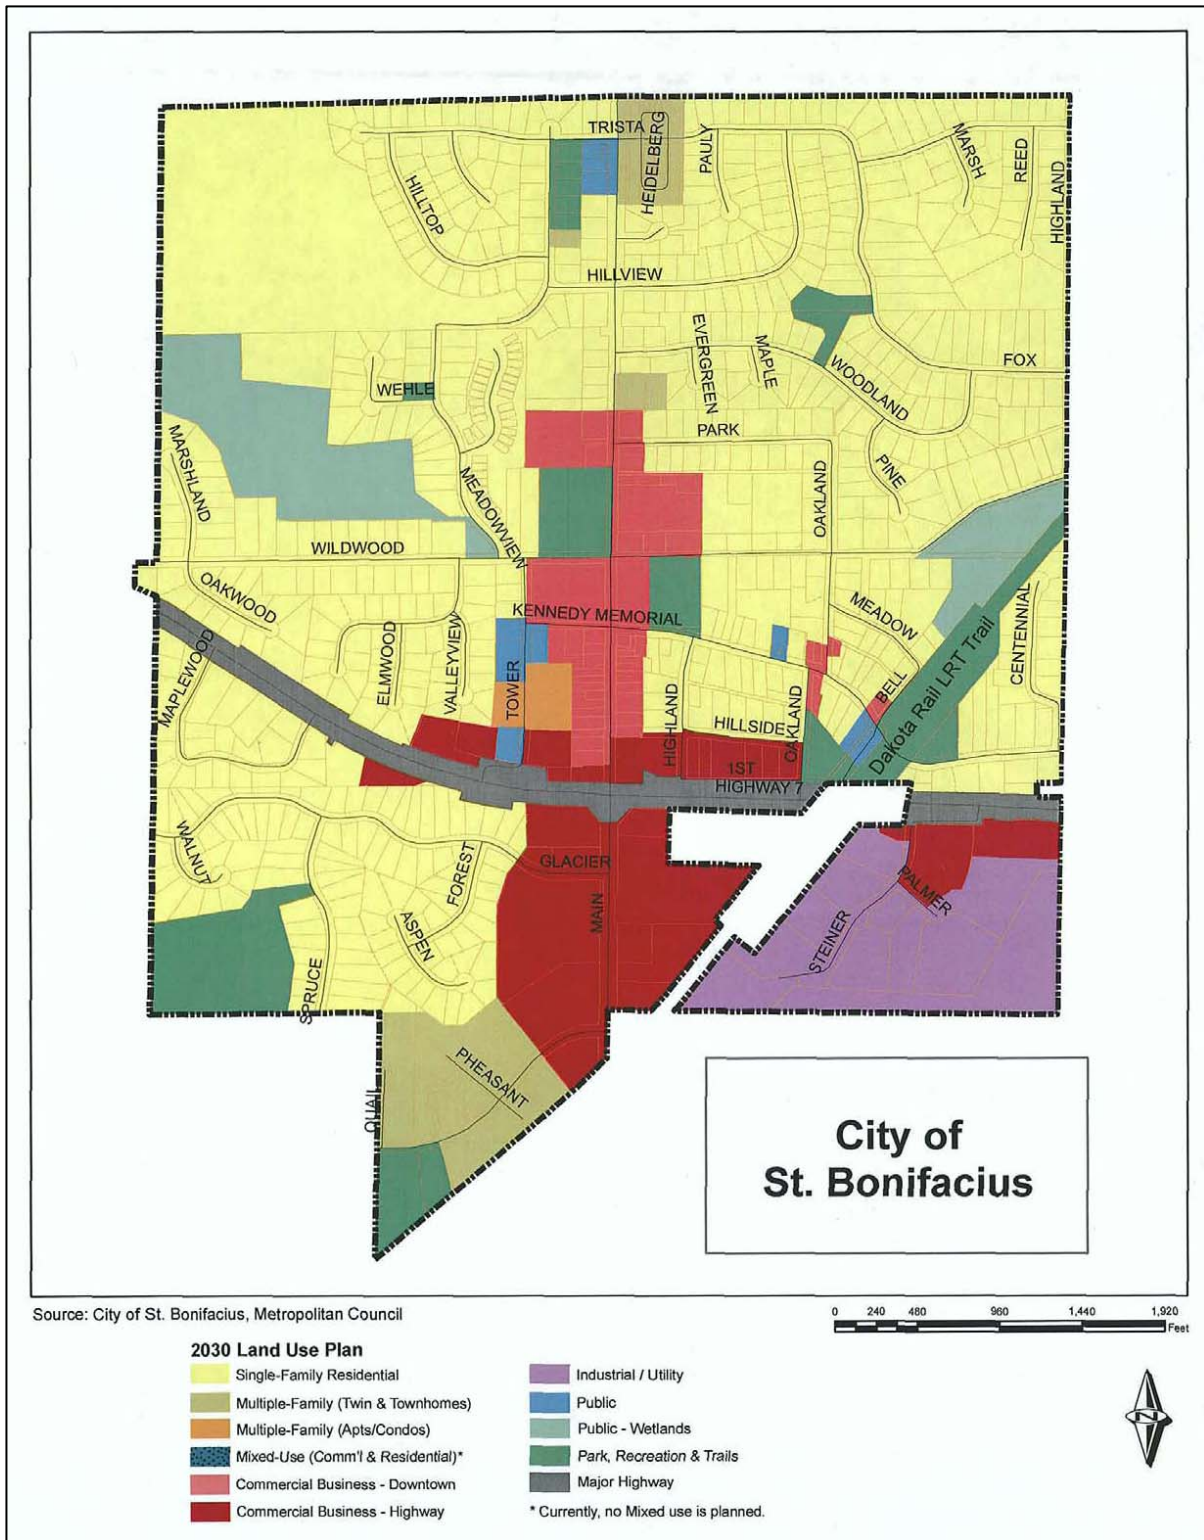 TRISTA
HEIDELBERG
PAULY
MARSH
REED
HIGHLAND
HILLTOP
HILLVIEW
EVERGREEN
MAPLE
WOODLAND
FOX
WEHLE
PARK
PINE
MARSHLAND
MEADOWVIEW
OAKLAND
WILDWOOD
OAKWOOD
KENNEDY MEMORIAL
MEADOW
CENTENNIAL
MAPLEWOOD
ELMWOOD
VALLEYVIEW
TOWER
HIGHLAND
HILLSIDE
OAKLAND
BELL
Dakota Rail LRT Trail
1ST
HIGHWAY 7
WALNUT
FOREST
GLACIER
MAIN
ASPEN
SPRUCE
STEINER
PALMER
PHEASANT
QUAIL
City of
St. Bonifacius
Source: City of St. Bonifacius, Metropolitan Council
0 240 480 960 1,440 1,920
Feet
2030 Land Use Plan
Single-Family Residential
Multiple-Family (Twin & Townhomes)
Multiple-Family (Apts/Condos)
Mixed-Use (Comm'l & Residential)*
Commercial Business - Downtown
Commercial Business - Highway
Industrial / Utility
Public
Public - Wetlands
Park, Recreation & Trails
Major Highway
* Currently, no Mixed use is planned.
N